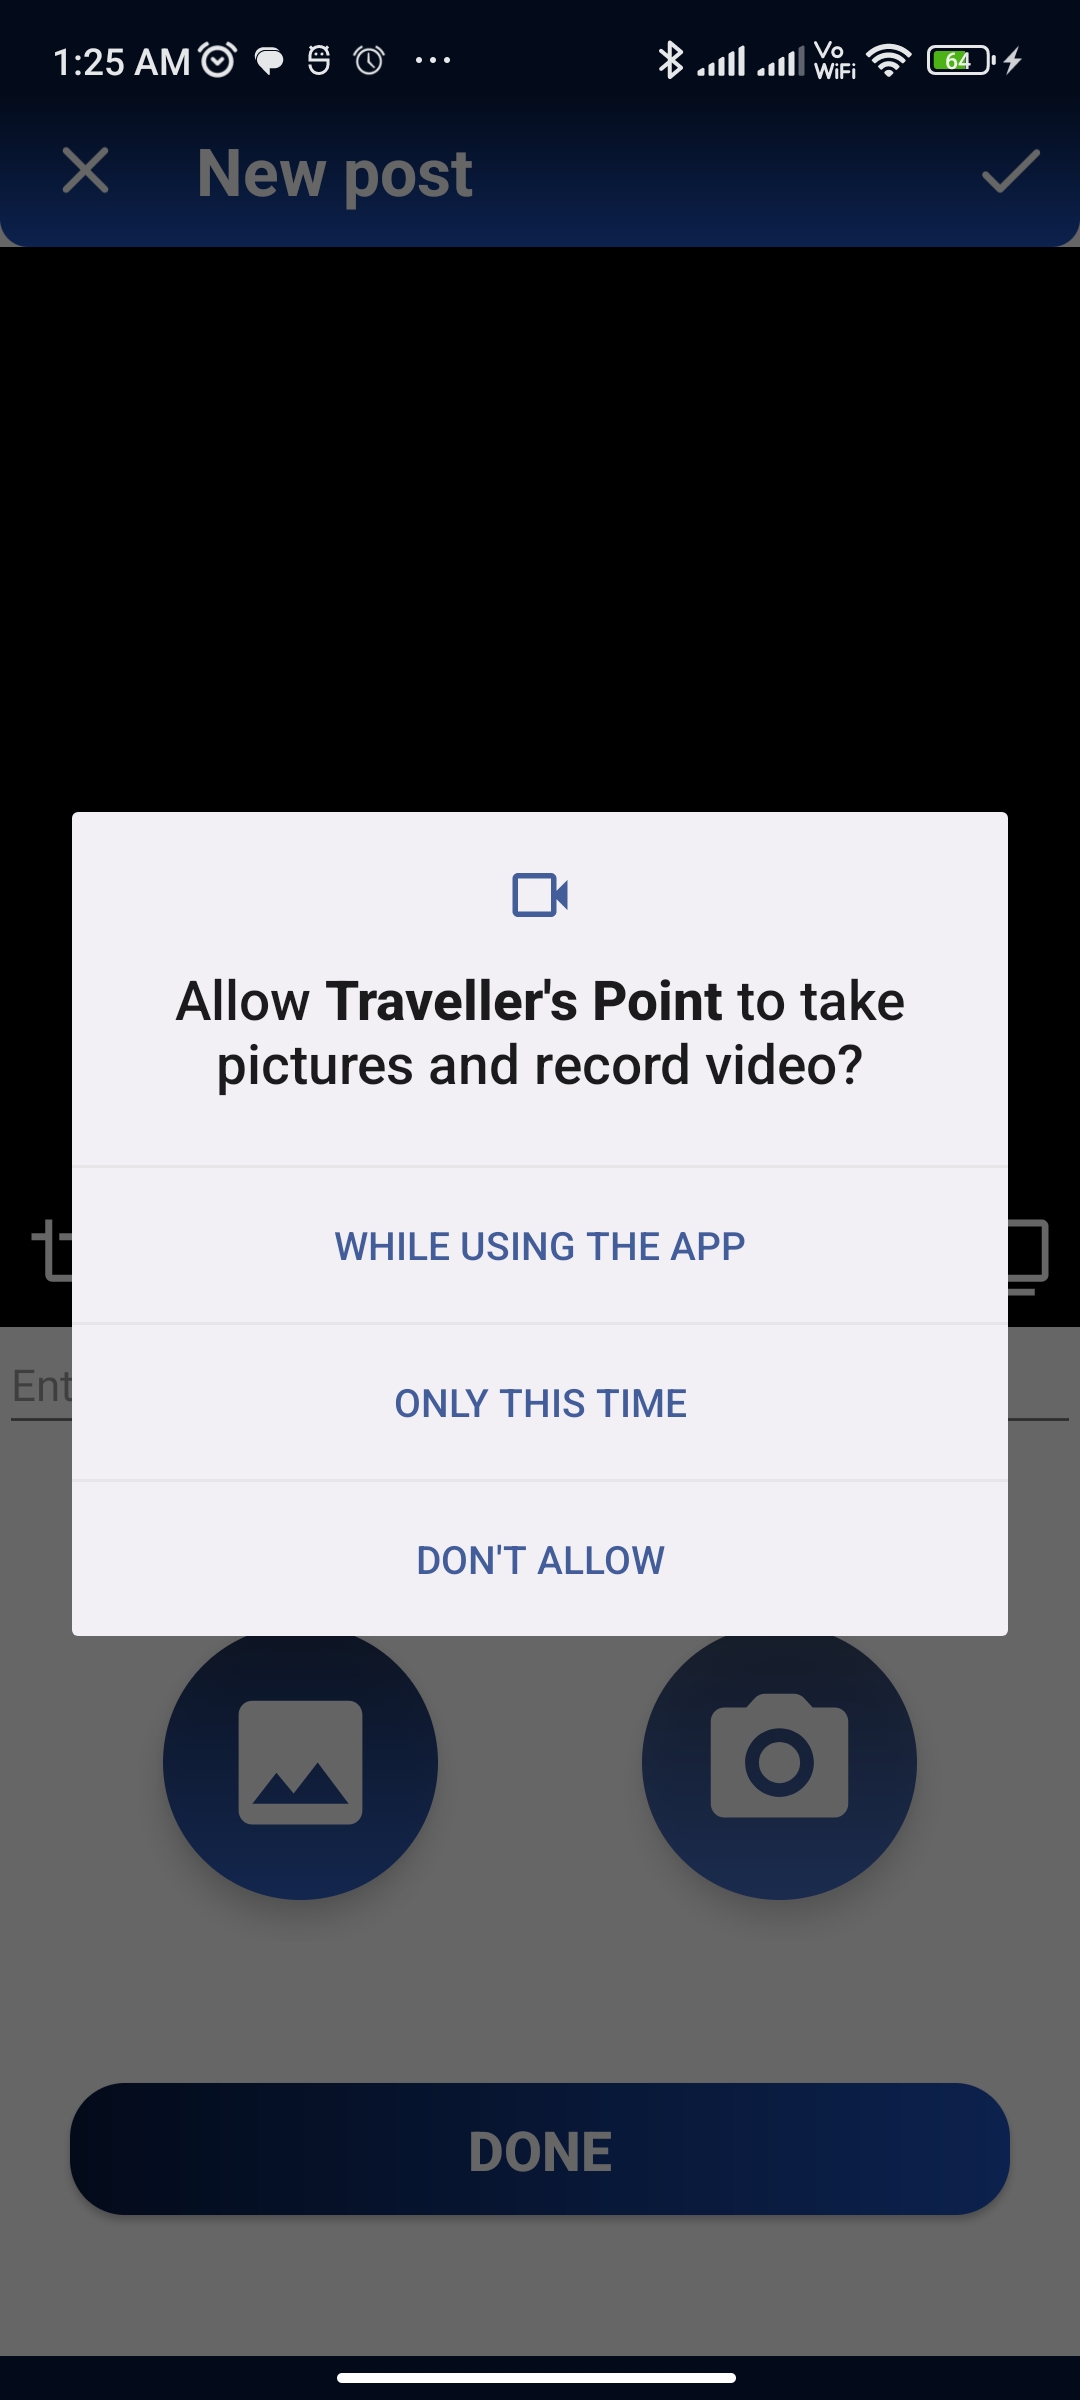 1:25 AM
Vo
WiFi
64
New post
Allow Traveller's Point to take
pictures and record video?
WHILE USING THE APP
Ent
ONLY THIS TIME
DON'T ALLOW
DONE